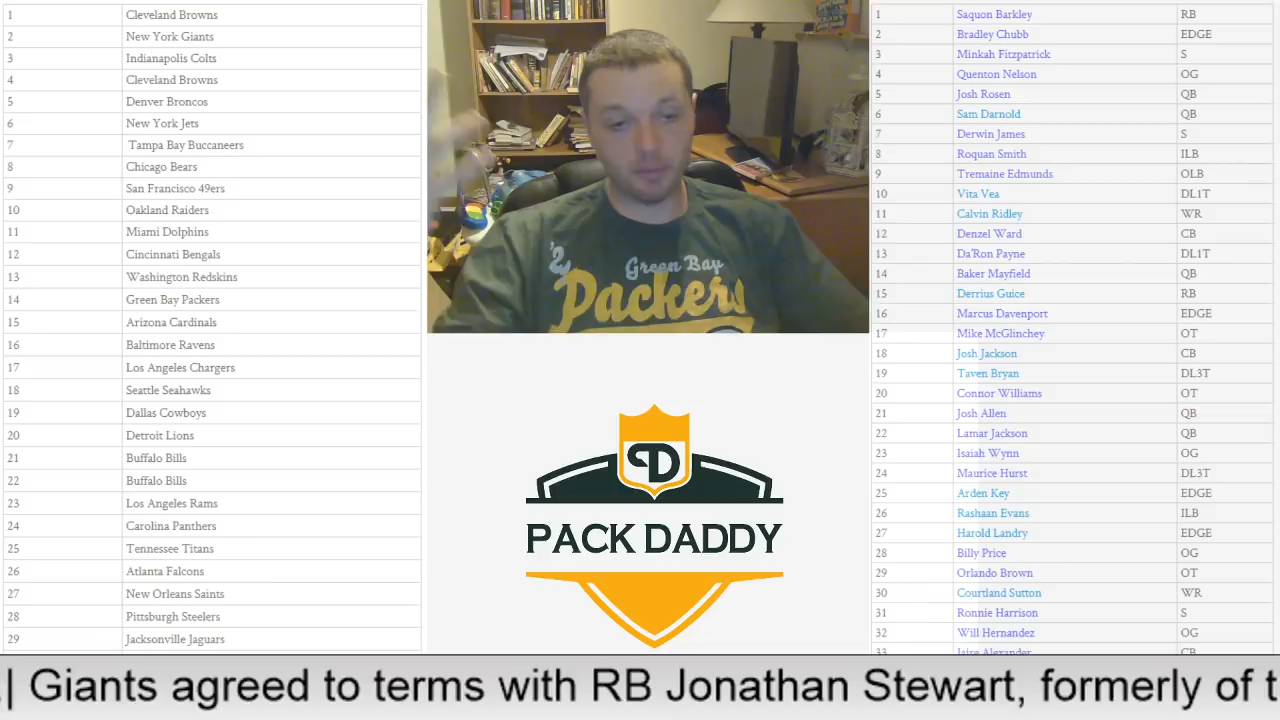 1 Cleveland Browns
2 New York Giants
3 Indianapolis Colts
4 Cleveland Browns
5 Denver Broncos
6 New York Jets
7 Tampa Bay Buccaneers
8 Chicago Bears
9 San Francisco 49ers
10 Oakland Raiders
11 Miami Dolphins
12 Cincinnati Bengals
13 Washington Redskins
14 Green Bay Packers
15 Arizona Cardinals
16 Baltimore Ravens
17 Los Angeles Chargers
18 Seattle Seahawks
19 Dallas Cowboys
20 Detroit Lions
21 Buffalo Bills
22 Buffalo Bills
23 Los Angeles Rams
24 Carolina Panthers
25 Tennessee Titans
26 Atlanta Falcons
27 New Orleans Saints
28 Pittsburgh Steelers
29 Jacksonville Jaguars
Green Bay
Packers
PD
PACK DADDY
1 Saquon Barkley RB
2 Bradley Chubb EDGE
3 Minkah Fitzpatrick S
4 Quenton Nelson OG
5 Josh Rosen QB
6 Sam Darnold QB
7 Derwin James S
8 Roquan Smith ILB
9 Tremaine Edmunds OLB
10 Vita Vea DL1T
11 Calvin Ridley WR
12 Denzel Ward CB
13 Da'Ron Payne DL1T
14 Baker Mayfield QB
15 Derrius Guice RB
16 Marcus Davenport EDGE
17 Mike McGlinchey OT
18 Josh Jackson CB
19 Taven Bryan DL3T
20 Connor Williams OT
21 Josh Allen QB
22 Lamar Jackson QB
23 Isaiah Wynn OG
24 Maurice Hurst DL3T
25 Arden Key EDGE
26 Rashaan Evans ILB
27 Harold Landry EDGE
28 Billy Price OG
29 Orlando Brown OT
30 Courtland Sutton WR
31 Ronnie Harrison S
32 Will Hernandez OG
33 Jaire Alexander CB
| Giants agreed to terms with RB Jonathan Stewart, formerly of t